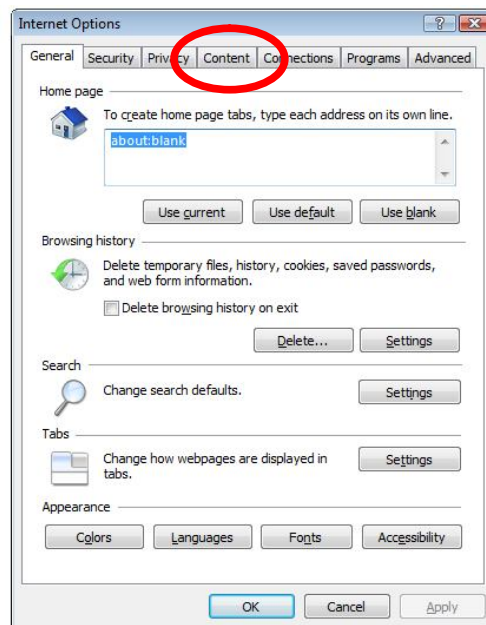 Internet Options
General Security Privacy Content Connections Programs Advanced
Home page
To create home page tabs, type each address on its own line.
about:blank
Use current Use default Use blank
Browsing history
Delete temporary files, history, cookies, saved passwords,
and web form information.
Delete browsing history on exit
Delete... Settings
Search
Change search defaults. Settings
Tabs
Change how webpages are displayed in Settings
tabs.
Appearance
Colors Languages Fonts Accessibility
OK Cancel Apply